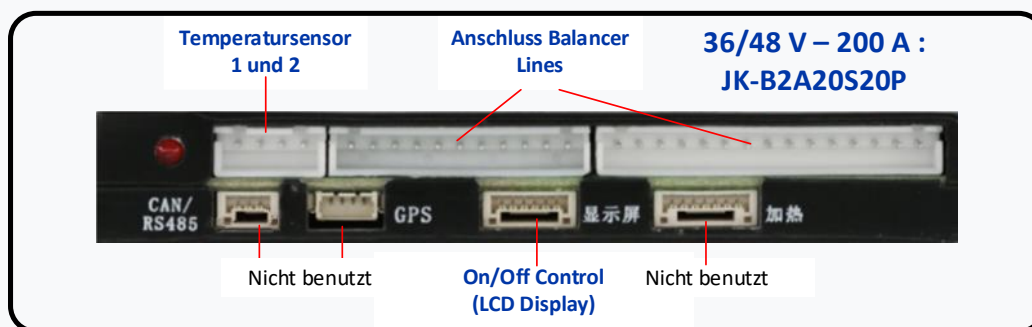 Temperatursensor
1 und 2
Anschluss Balancer
Lines
36/48 V – 200 A :
JK-B2A20S20P
CAN/
RS485
GPS
显示屏
加热
Nicht benutzt
On/Off Control
(LCD Display)
Nicht benutzt